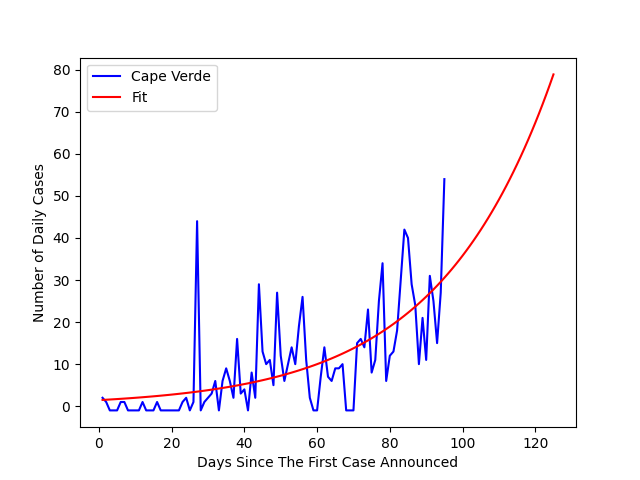 Cape Verde
Fit
80
70
60
50
40
30
20
10
0
Number of Daily Cases
0 20 40 60 80 100 120
Days Since The First Case Announced